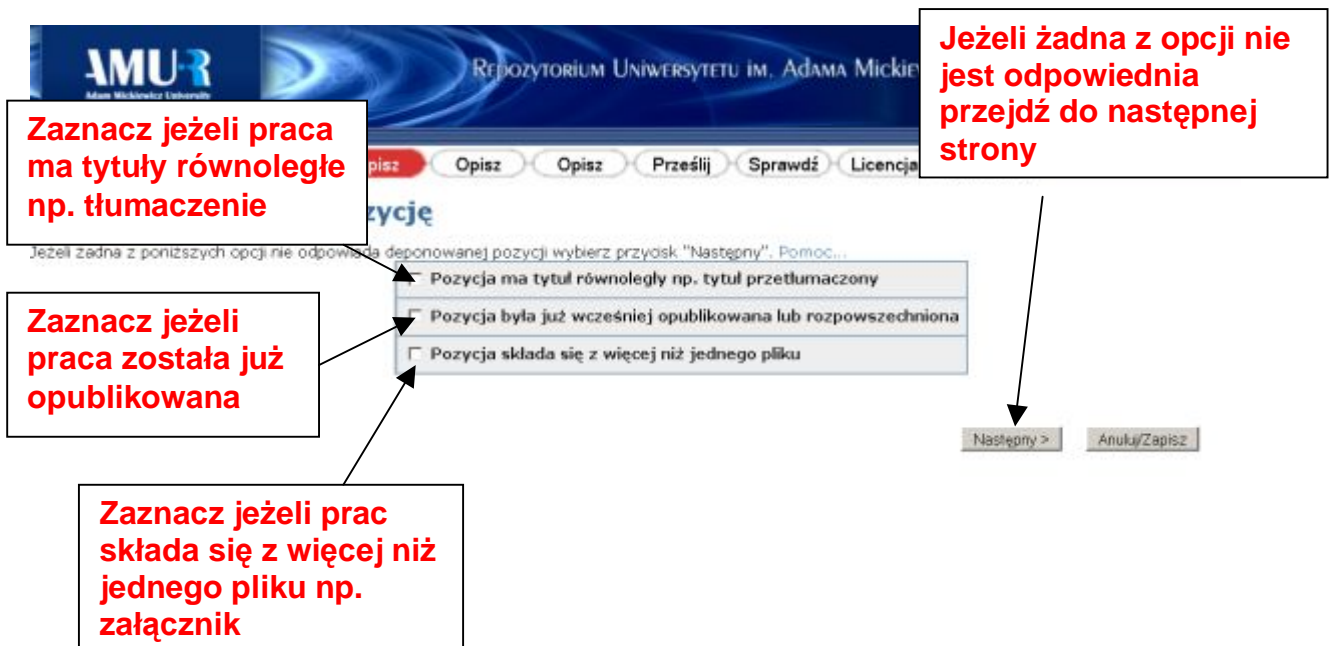 AMU-R
Adam Mickiewicz University
Repozytorium Uniwersytetu im. Adama
Jeżeli żadna z opcji nie
jest odpowiednia
przejdź do następnej
strony
Zaznacz jeżeli praca
ma tytuły równoległe
np. tłumaczenie
Opisz Opisz Prześlij Sprawdź Licencja
Jeżeli żadna z poniższych opcji nie odpowiada deponowanej pozycji wybierz przycisk "Następny". Pomoc...
Pozycja ma tytuł równoległy np. tytuł przetłumaczony
Pozycja była już wcześniej opublikowana lub rozpowszechniona
Pozycja składa się z więcej niż jednego pliku
Zaznacz jeżeli
praca została już
opublikowana
Następny > Anuluj/Zapisz
Zaznacz jeżeli prac
składa się z więcej niż
jednego pliku np.
załącznik